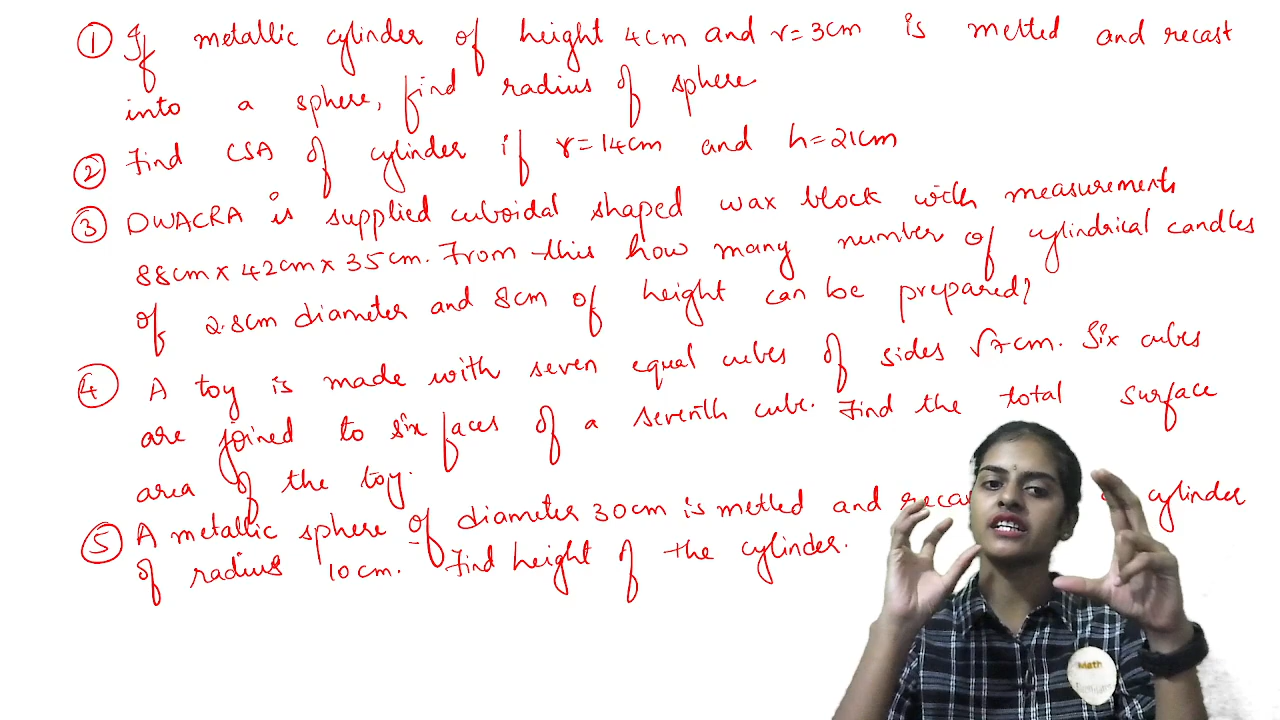 ① If metallic cylinder of height 4cm and r=3cm is melted and recast
into a sphere, find radius of sphere
② Find CSA of cylinder if r=14cm and h=21cm
③ DWACRA is supplied cuboidal shaped wax block with measurements
88cm x 42cm x 35cm. From this how many number of cylindrical candles
of 2.8cm diameter and 8cm of height can be prepared?
④ A toy is made with seven equal cubes of sides √7cm. Six cubes
are joined to six faces of a seventh cube. Find the total surface
area of the toy.
⑤ A metallic sphere of diameter 30cm is melted and cylinder
of radius 10cm. Find height of the cylinder.
Math